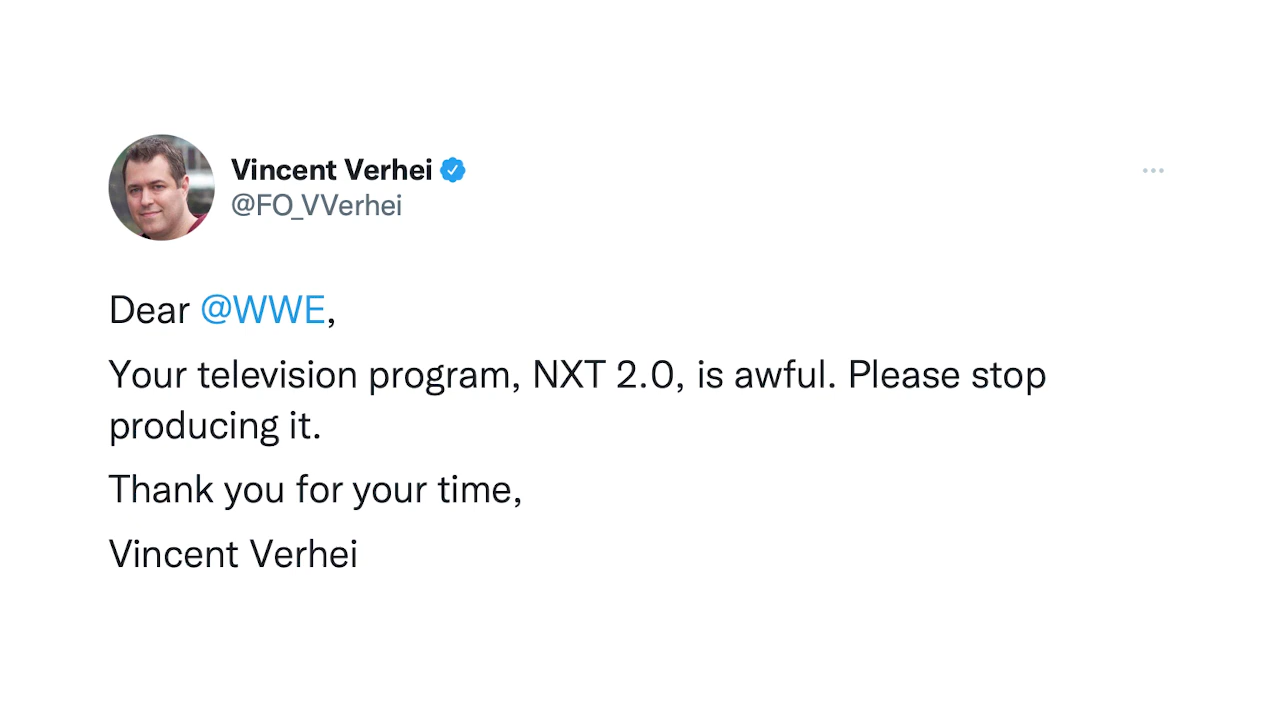 Vincent Verhei
@FO_VVerhei
Dear @WWE,
Your television program, NXT 2.0, is awful. Please stop
producing it.
Thank you for your time,
Vincent Verhei